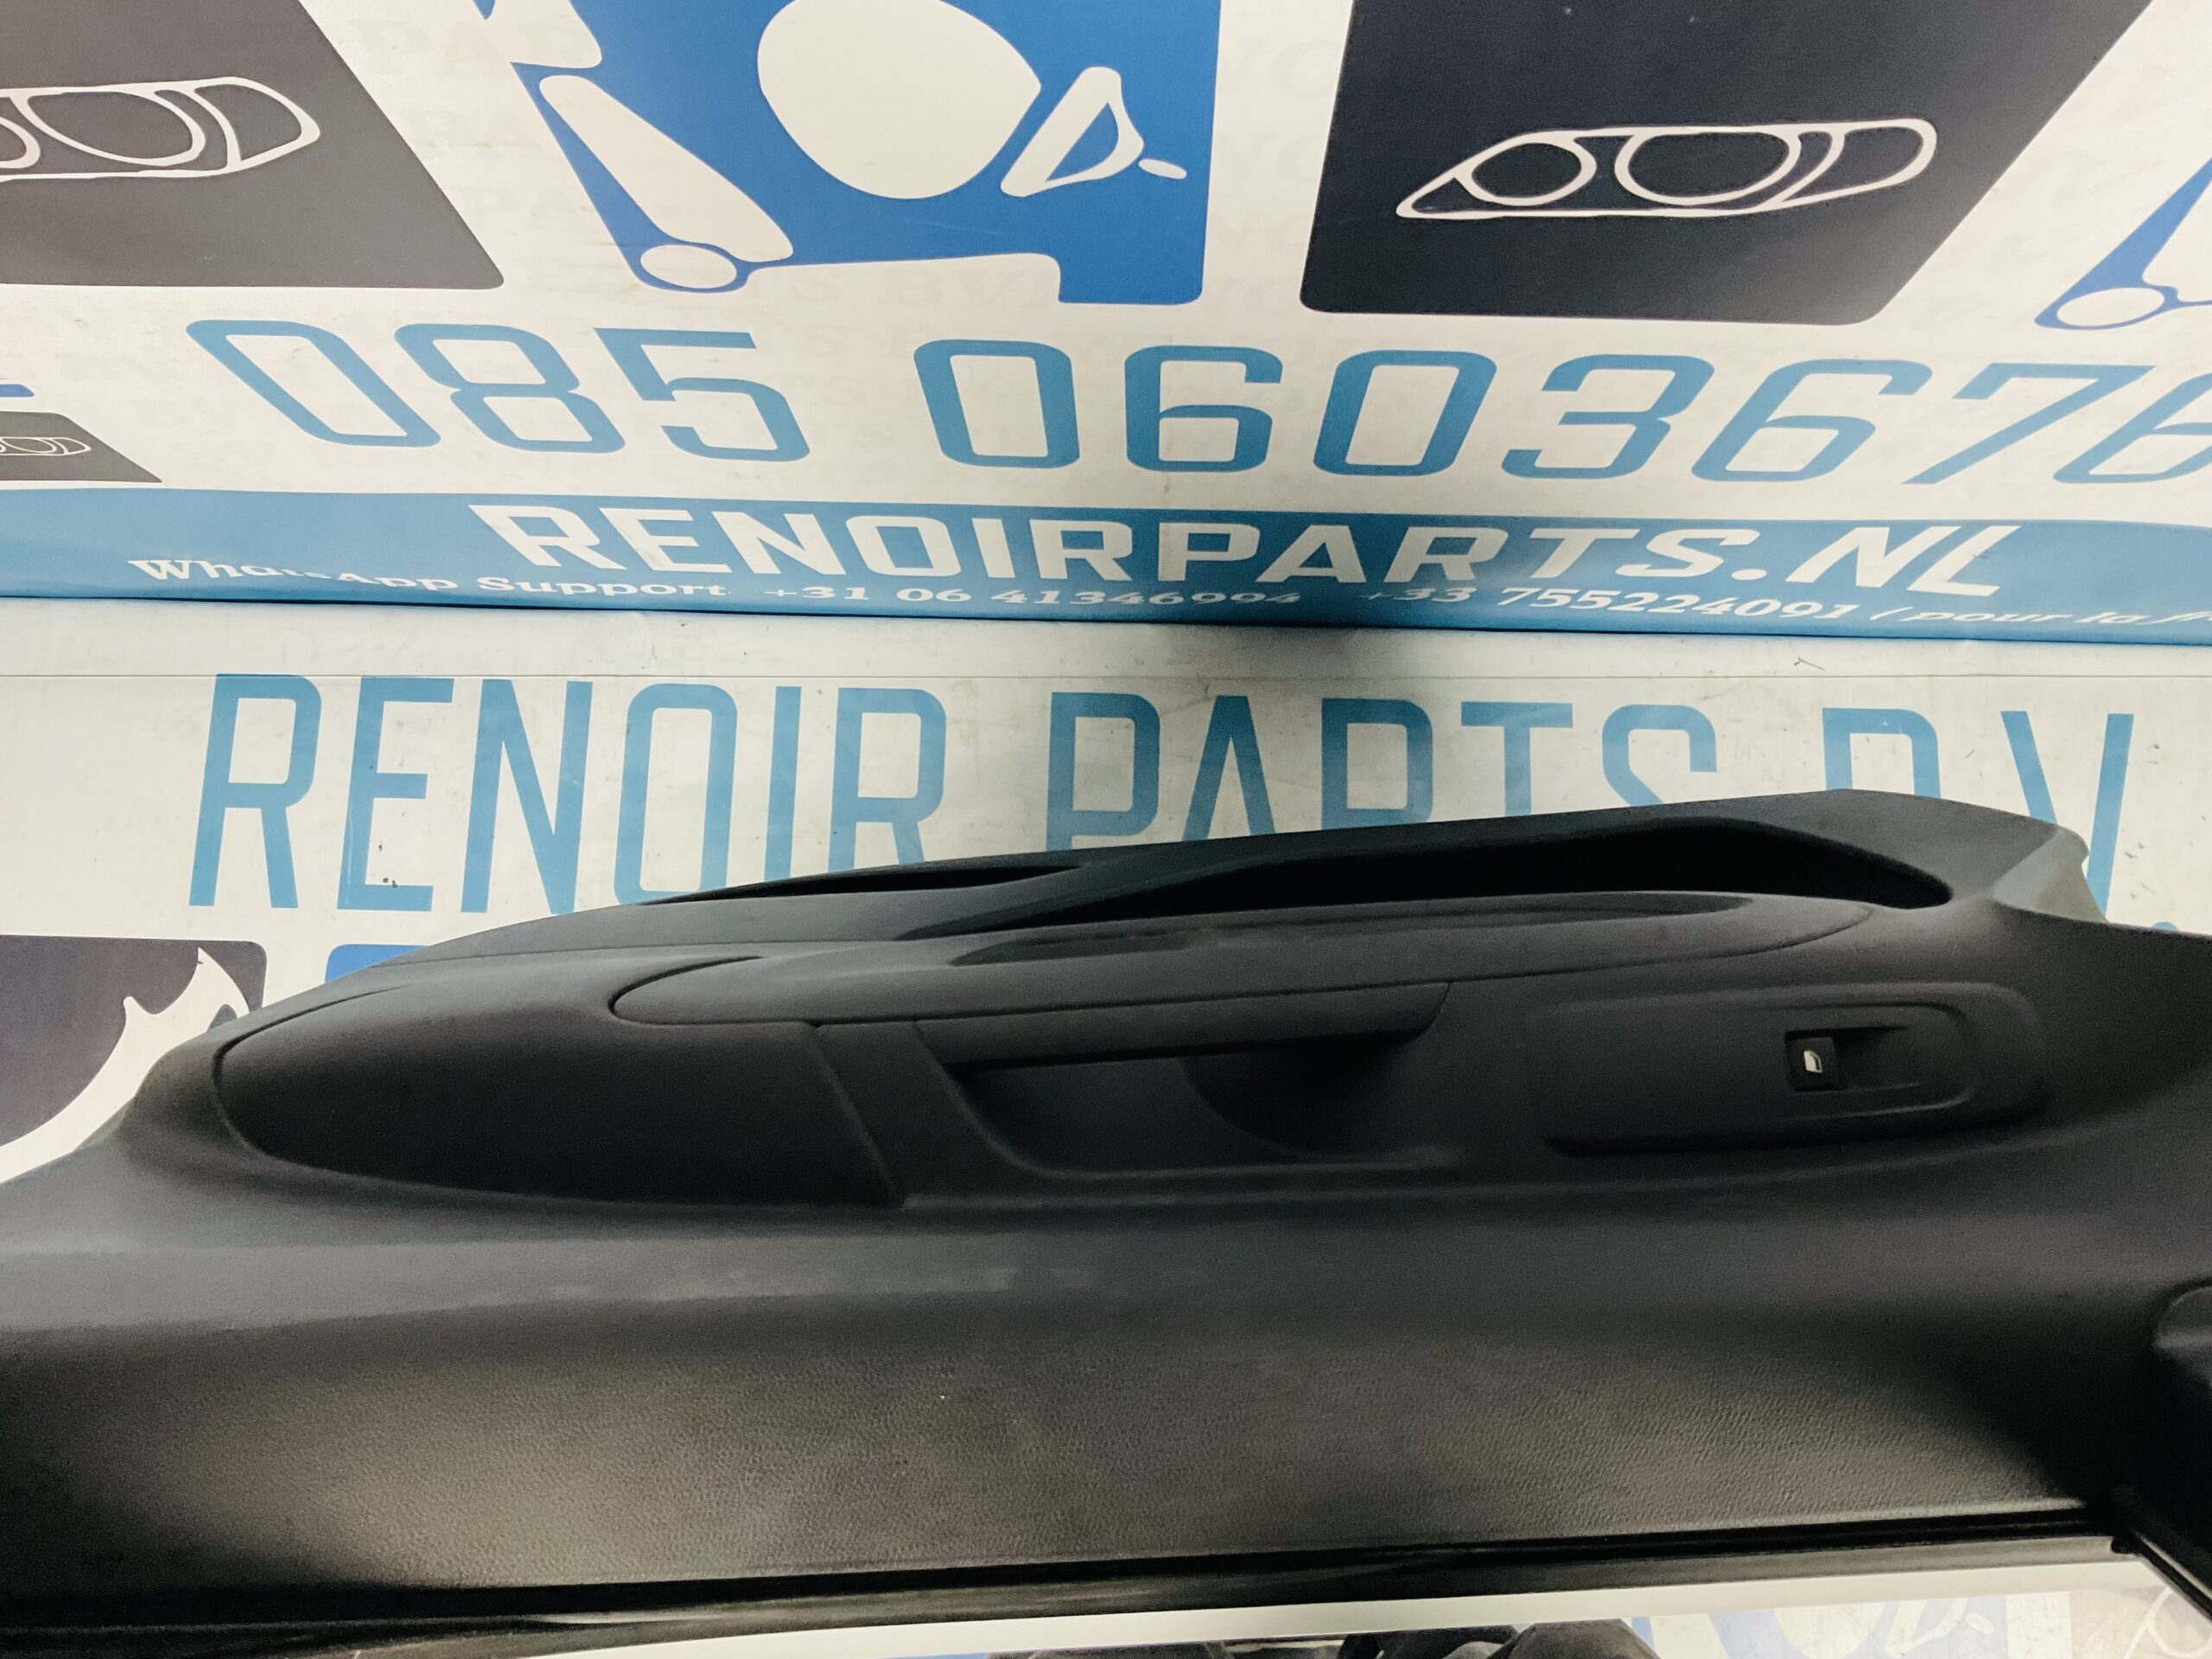 085 0603676
RENOIRPARTS.NL
WhatsApp Support +31 06 41346994 +33 755224091 (pour la
RENOIR PARTS B.V.